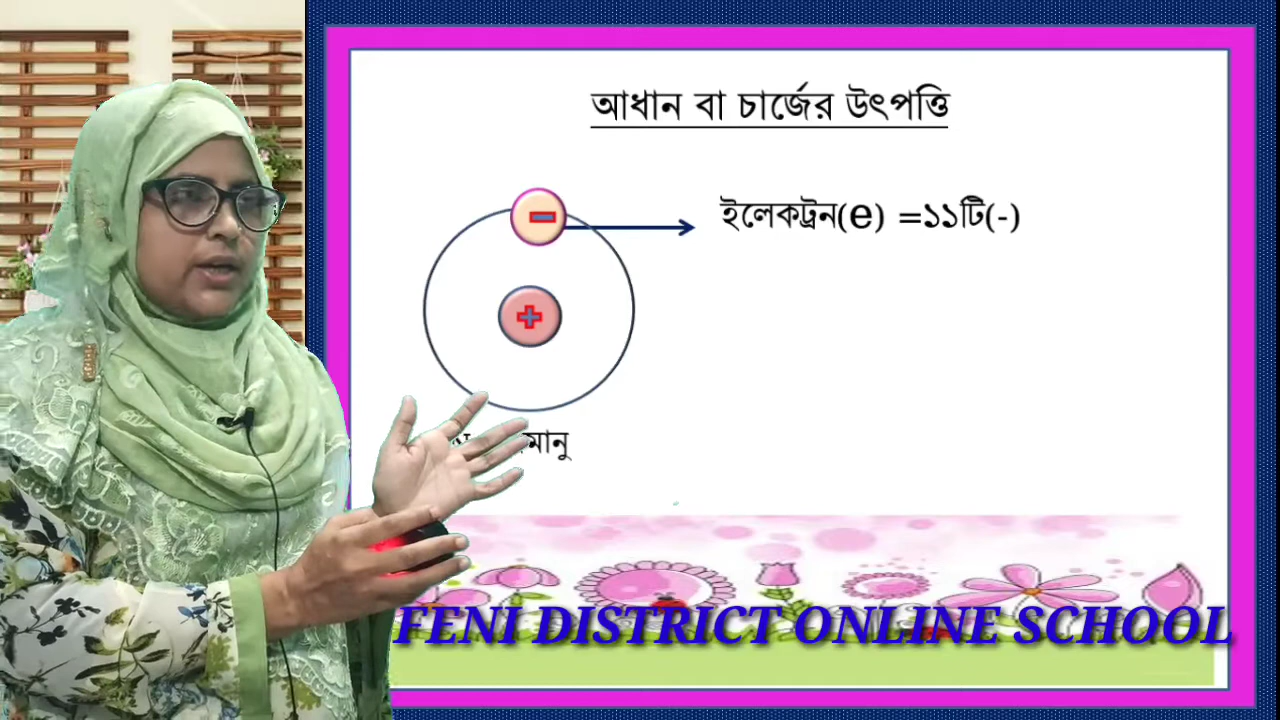 আধান বা চার্জের উৎপত্তি
ইলেকট্রন(e) =১১টি(-)
FENI DISTRICT ONLINE SCHOOL